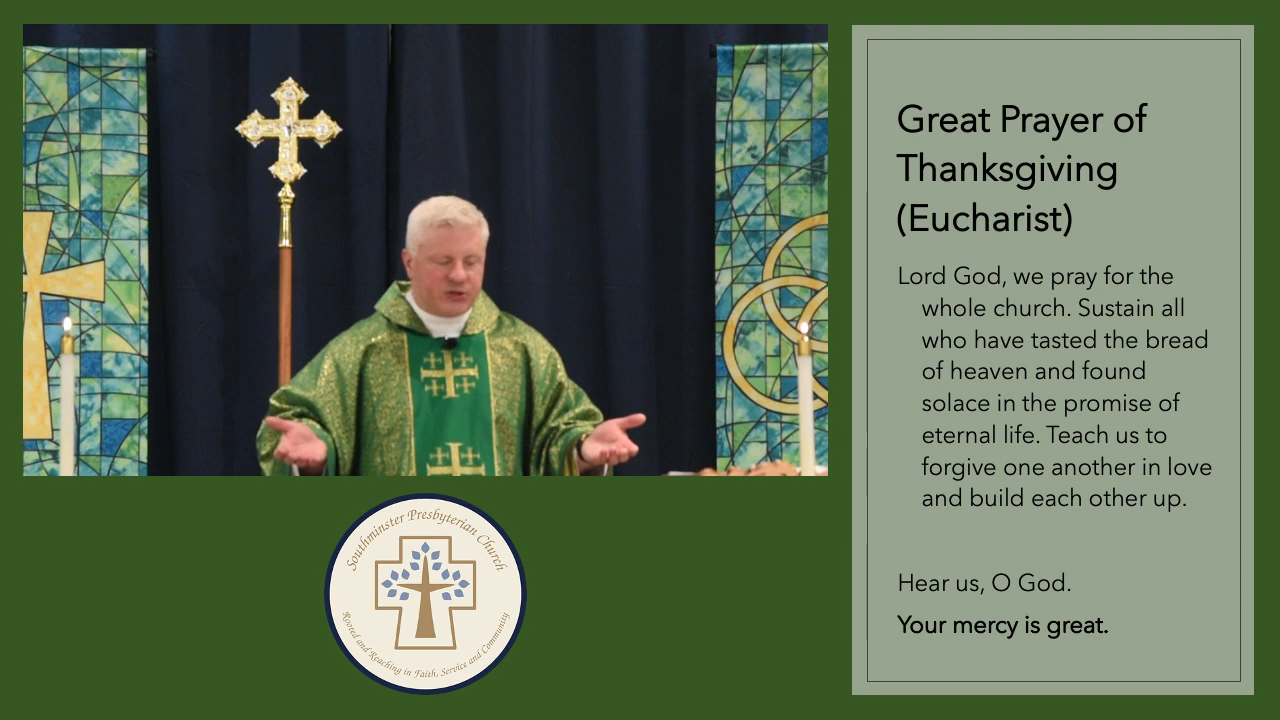 Great Prayer of
Thanksgiving
(Eucharist)
Lord God, we pray for the
whole church. Sustain all
who have tasted the bread
of heaven and found
solace in the promise of
eternal life. Teach us to
forgive one another in love
and build each other up.
Hear us, O God.
Your mercy is great.
Southminster Presbyterian Church
Rooted and Reaching in Faith, Service and Community